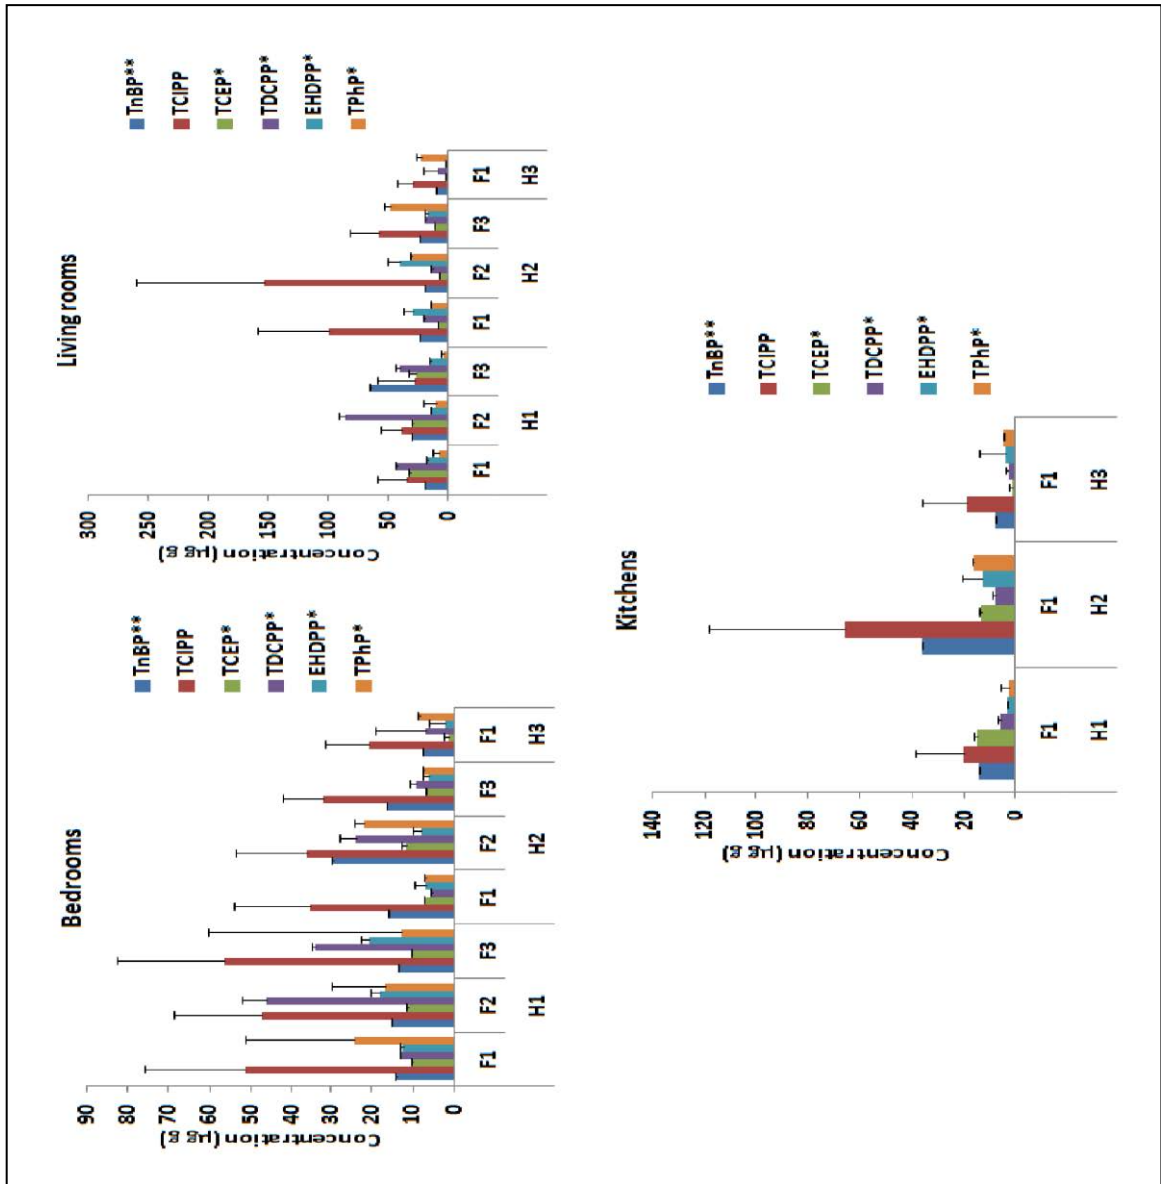 Bedrooms
Concentration (µg g)
90
80
70
60
50
40
30
20
10
0
F1 F2 F3 F1 F2 F3 F1
H1 H2 H3
TnBP**
TCIPP
TCEP*
TDCPP*
EHDPP*
TPhP*
Living rooms
Concentration (µg g)
300
250
200
150
100
50
0
F1 F2 F3 F1 F2 F3 F1
H1 H2 H3
TnBP**
TCIPP
TCEP*
TDCPP*
EHDPP*
TPhP*
Kitchens
Concentration (µg g)
140
120
100
80
60
40
20
0
F1 F1 F1
H1 H2 H3
TnBP**
TCIPP
TCEP*
TDCPP*
EHDPP*
TPhP*